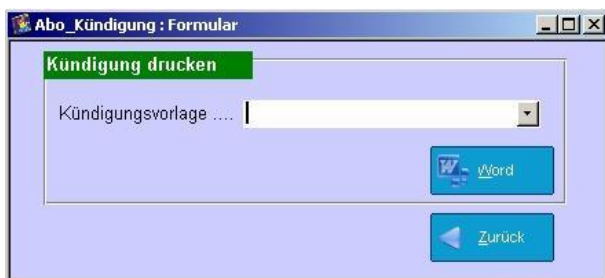 Abo_Kündigung : Formular
Kündigung drucken
Kündigungsvorlage ....
W Word
Zurück